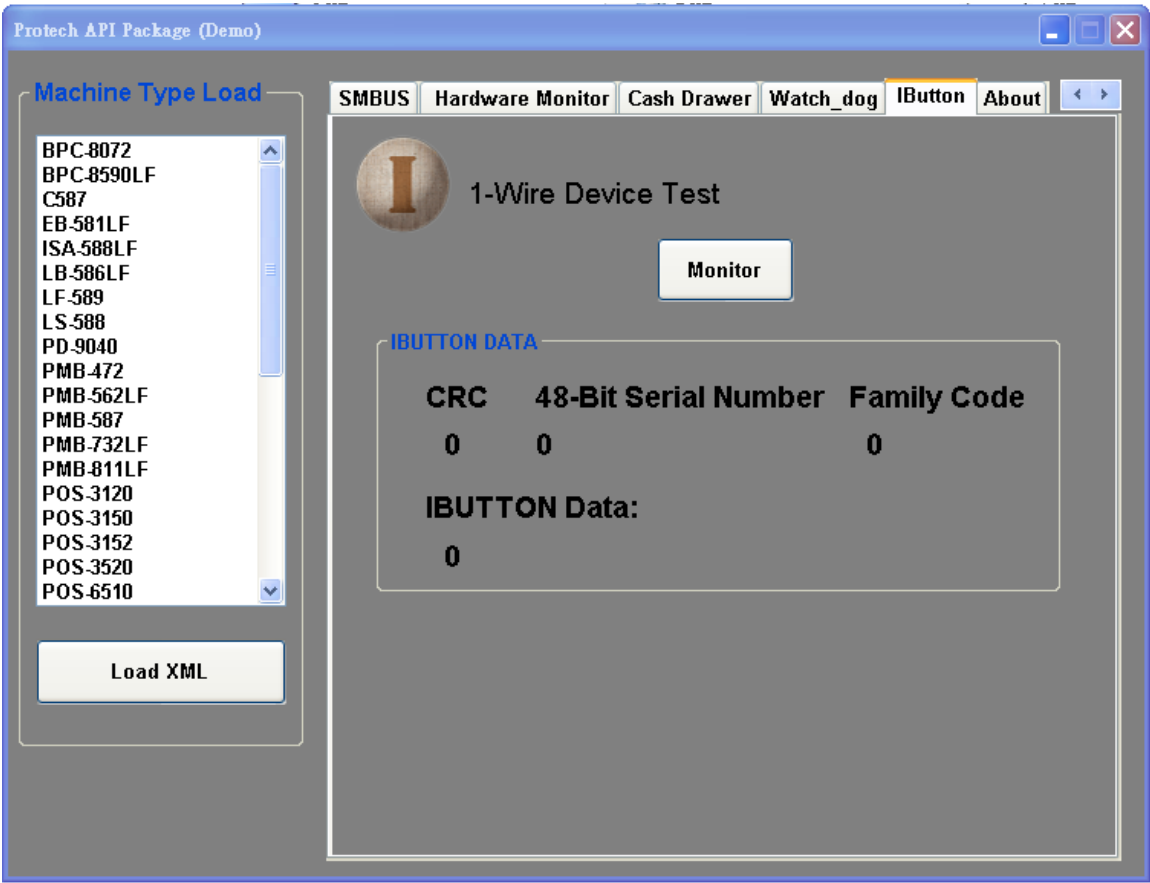 Protech API Package (Demo)
Machine Type Load
BPC-8072
BPC-8590LF
C587
EB-581LF
ISA-588LF
LB-586LF
LF-589
LS-588
PD-9040
PMB-472
PMB-562LF
PMB-587
PMB-732LF
PMB-811LF
POS-3120
POS-3150
POS-3152
POS-3520
POS-6510
Load XML
SMBUS Hardware Monitor Cash Drawer Watch_dog IButton About
I
1-Wire Device Test
Monitor
IBUTTON DATA
CRC 48-Bit Serial Number Family Code
0 0 0
IBUTTON Data:
0